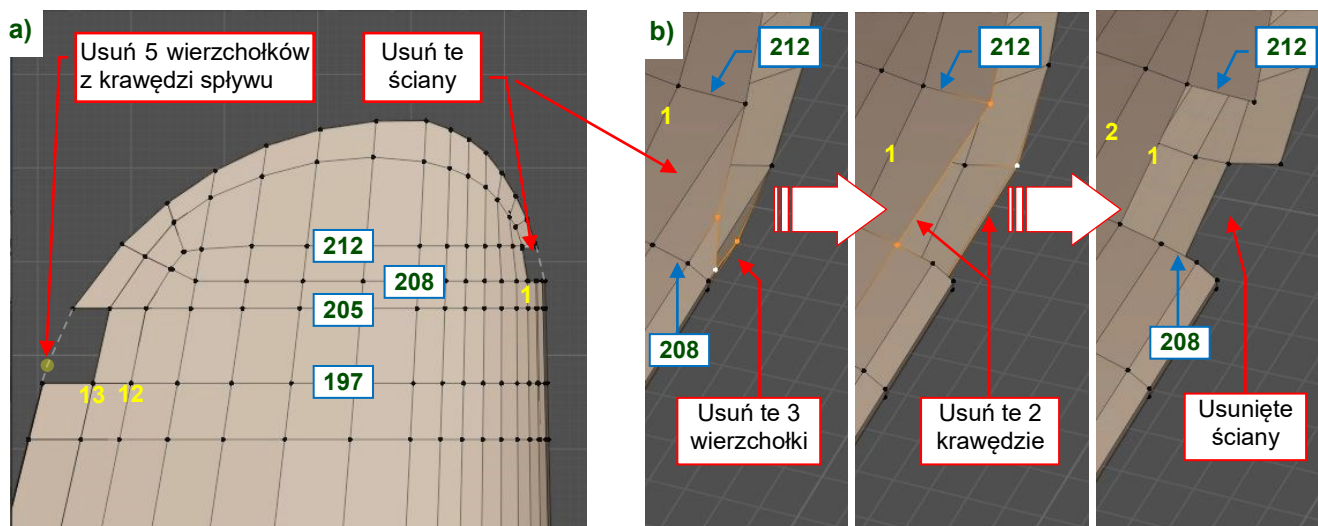 a)
Usuń 5 wierzchołków
z krawędzi spływu
Usuń te
ściany
212
208
1
205
197
13
12
b)
212
1
208
Usuń te 3
wierzchołki
212
1
Usuń te 2
krawędzie
212
2
1
208
Usunięte
ściany